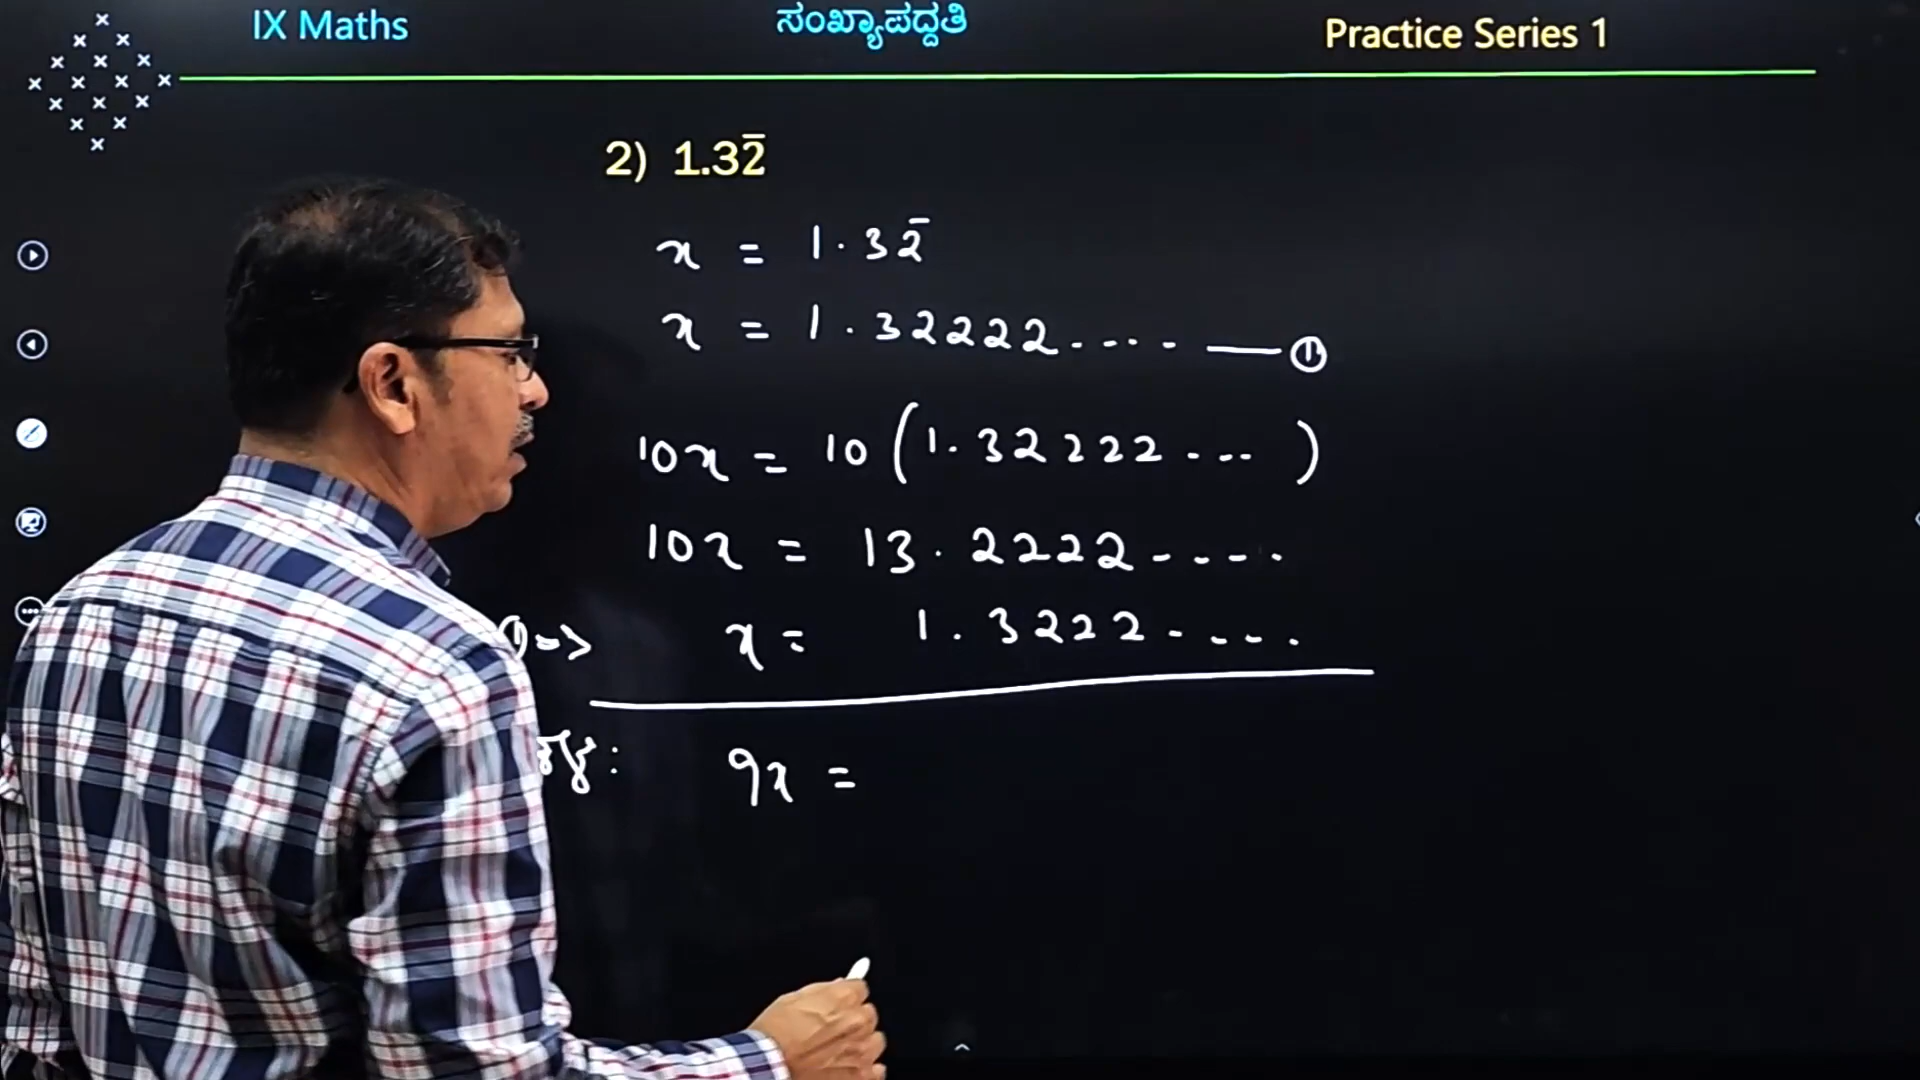 IX Maths ಸಂಖ್ಯಾಪದ್ಧತಿ Practice Series 1
2) 1.32̅
x = 1.32̅
x = 1.32222.... —①
10x = 10 (1.32222... )
10x = 13.2222....
①=> x = 1.3222....
9x =